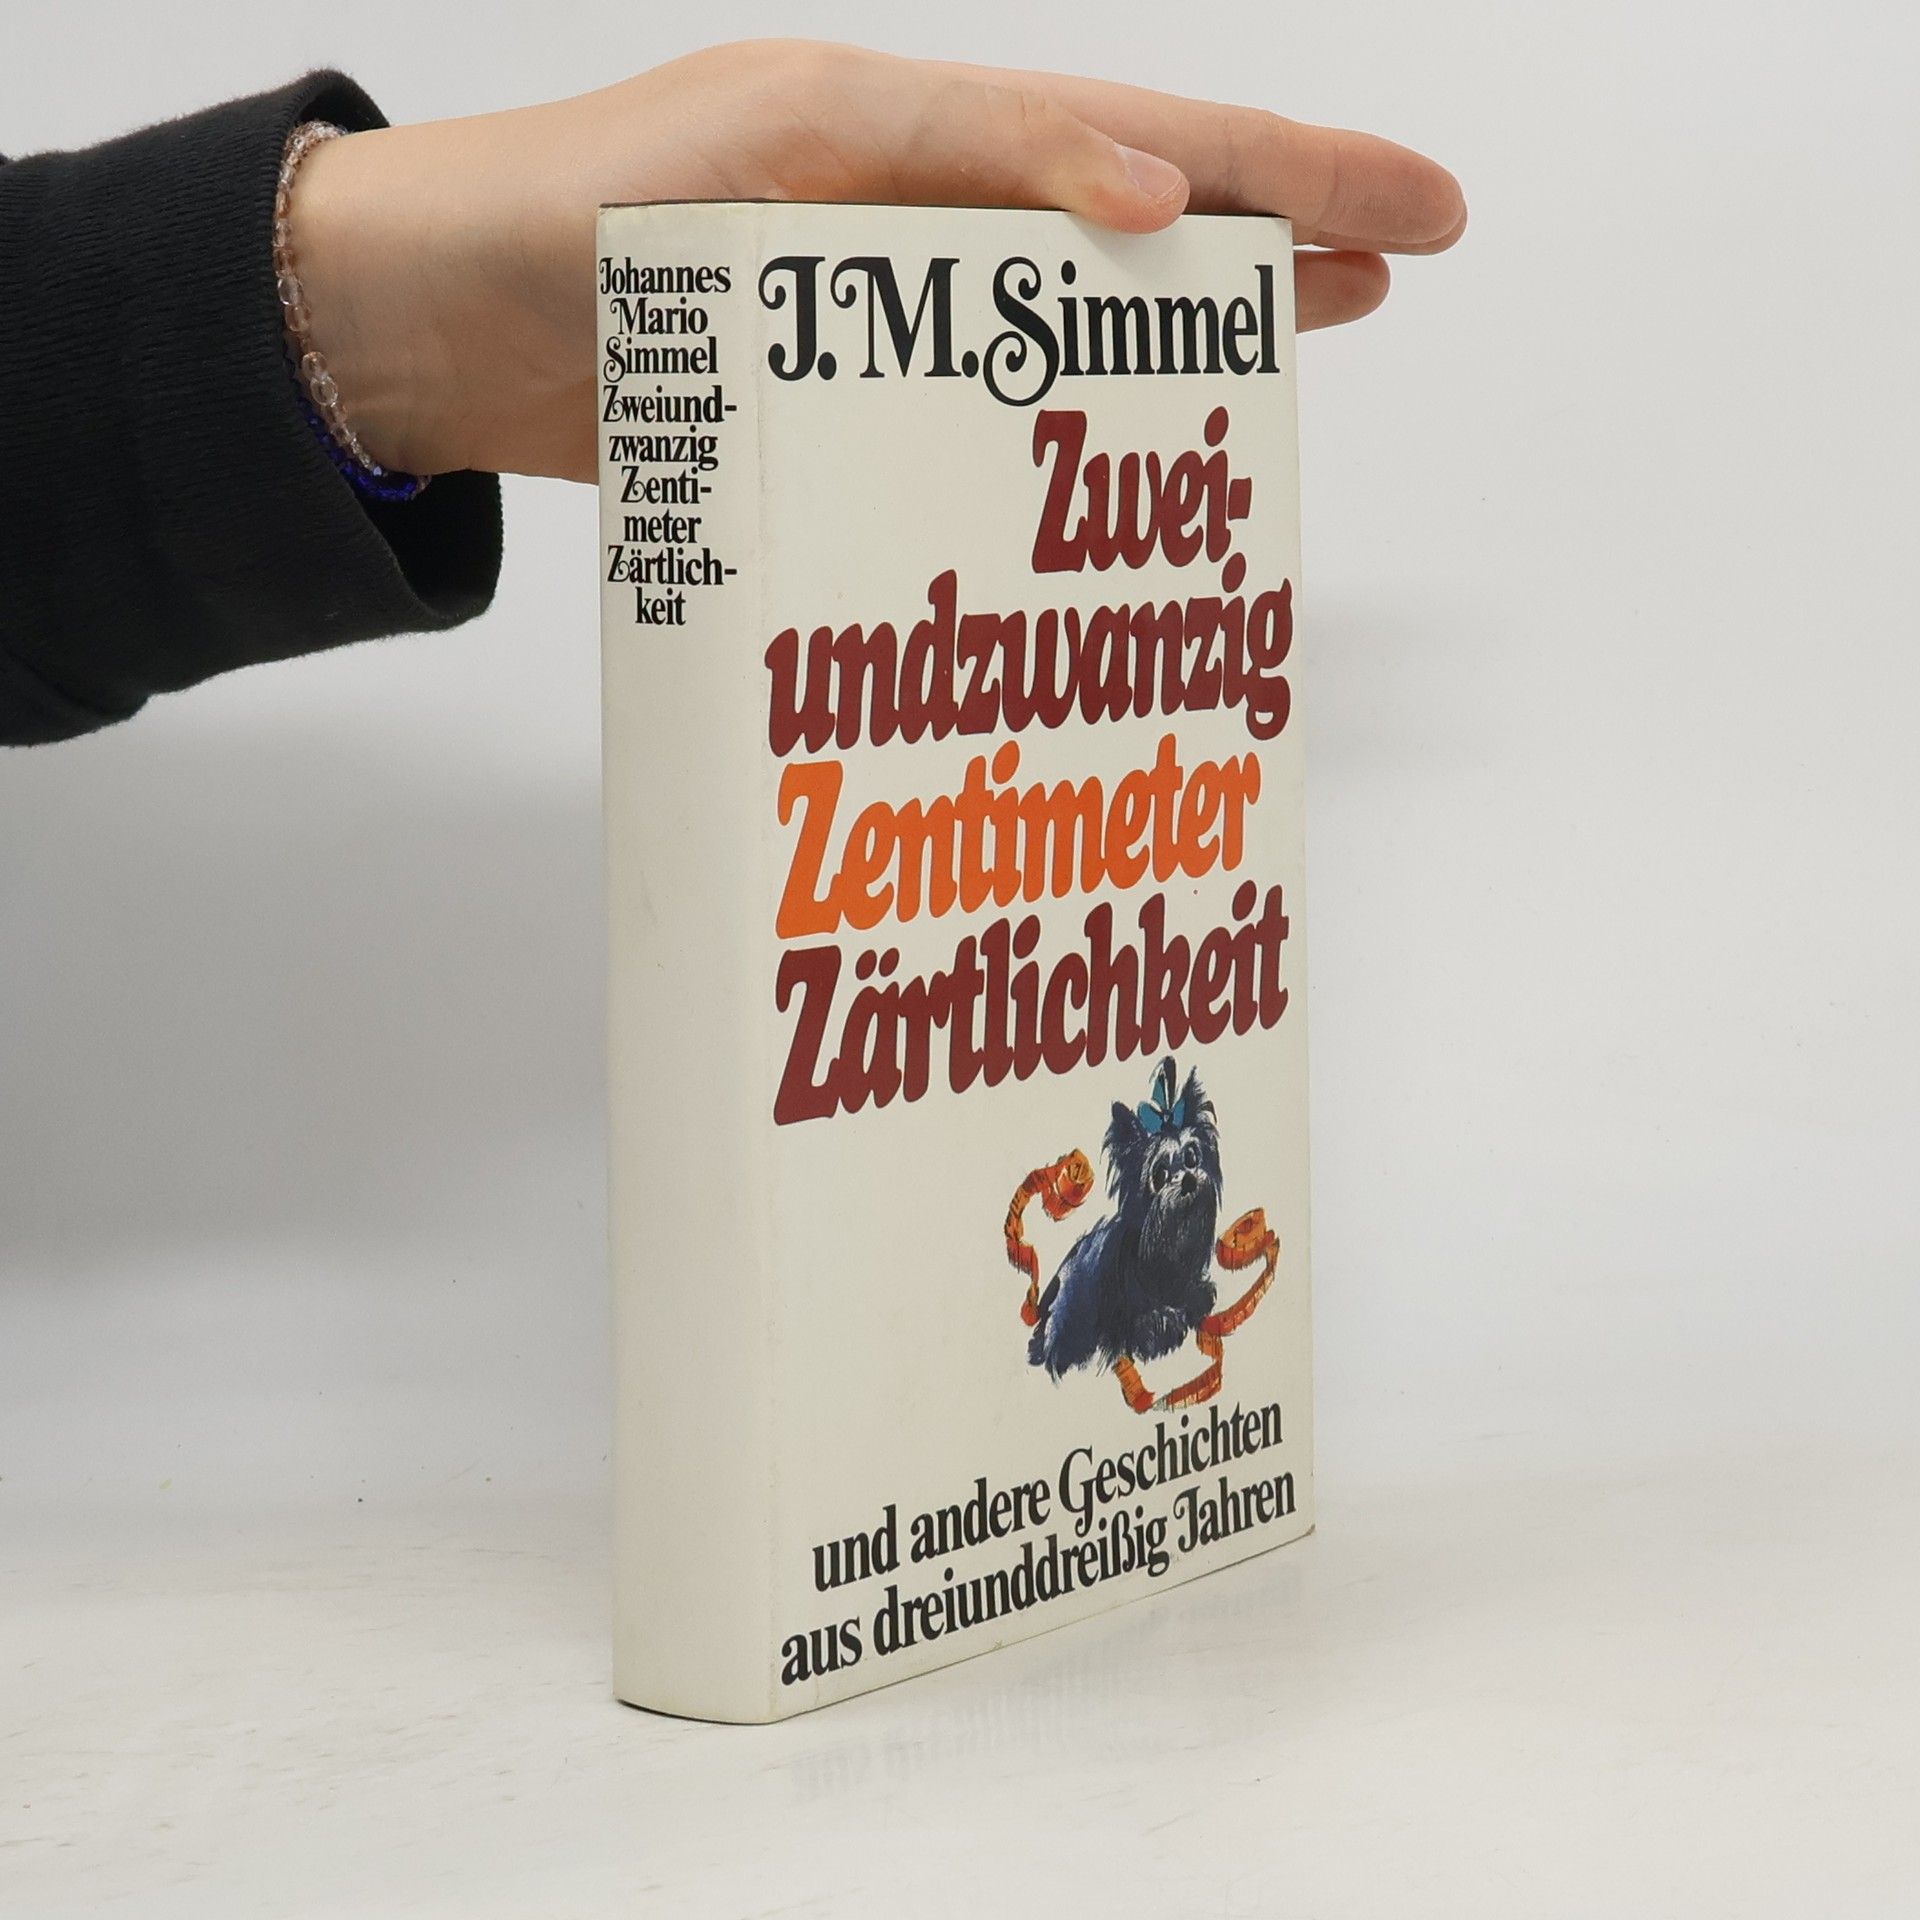 Johannes
Mario
Simmel
Zweiund-
zwanzig
Zenti-
meter
Zärtlich-
keit
J. M. Simmel
Zwei-
undzwanzig
Zentimeter
Zärtlichkeit
und andere Geschichten
aus dreiunddreißig Jahren